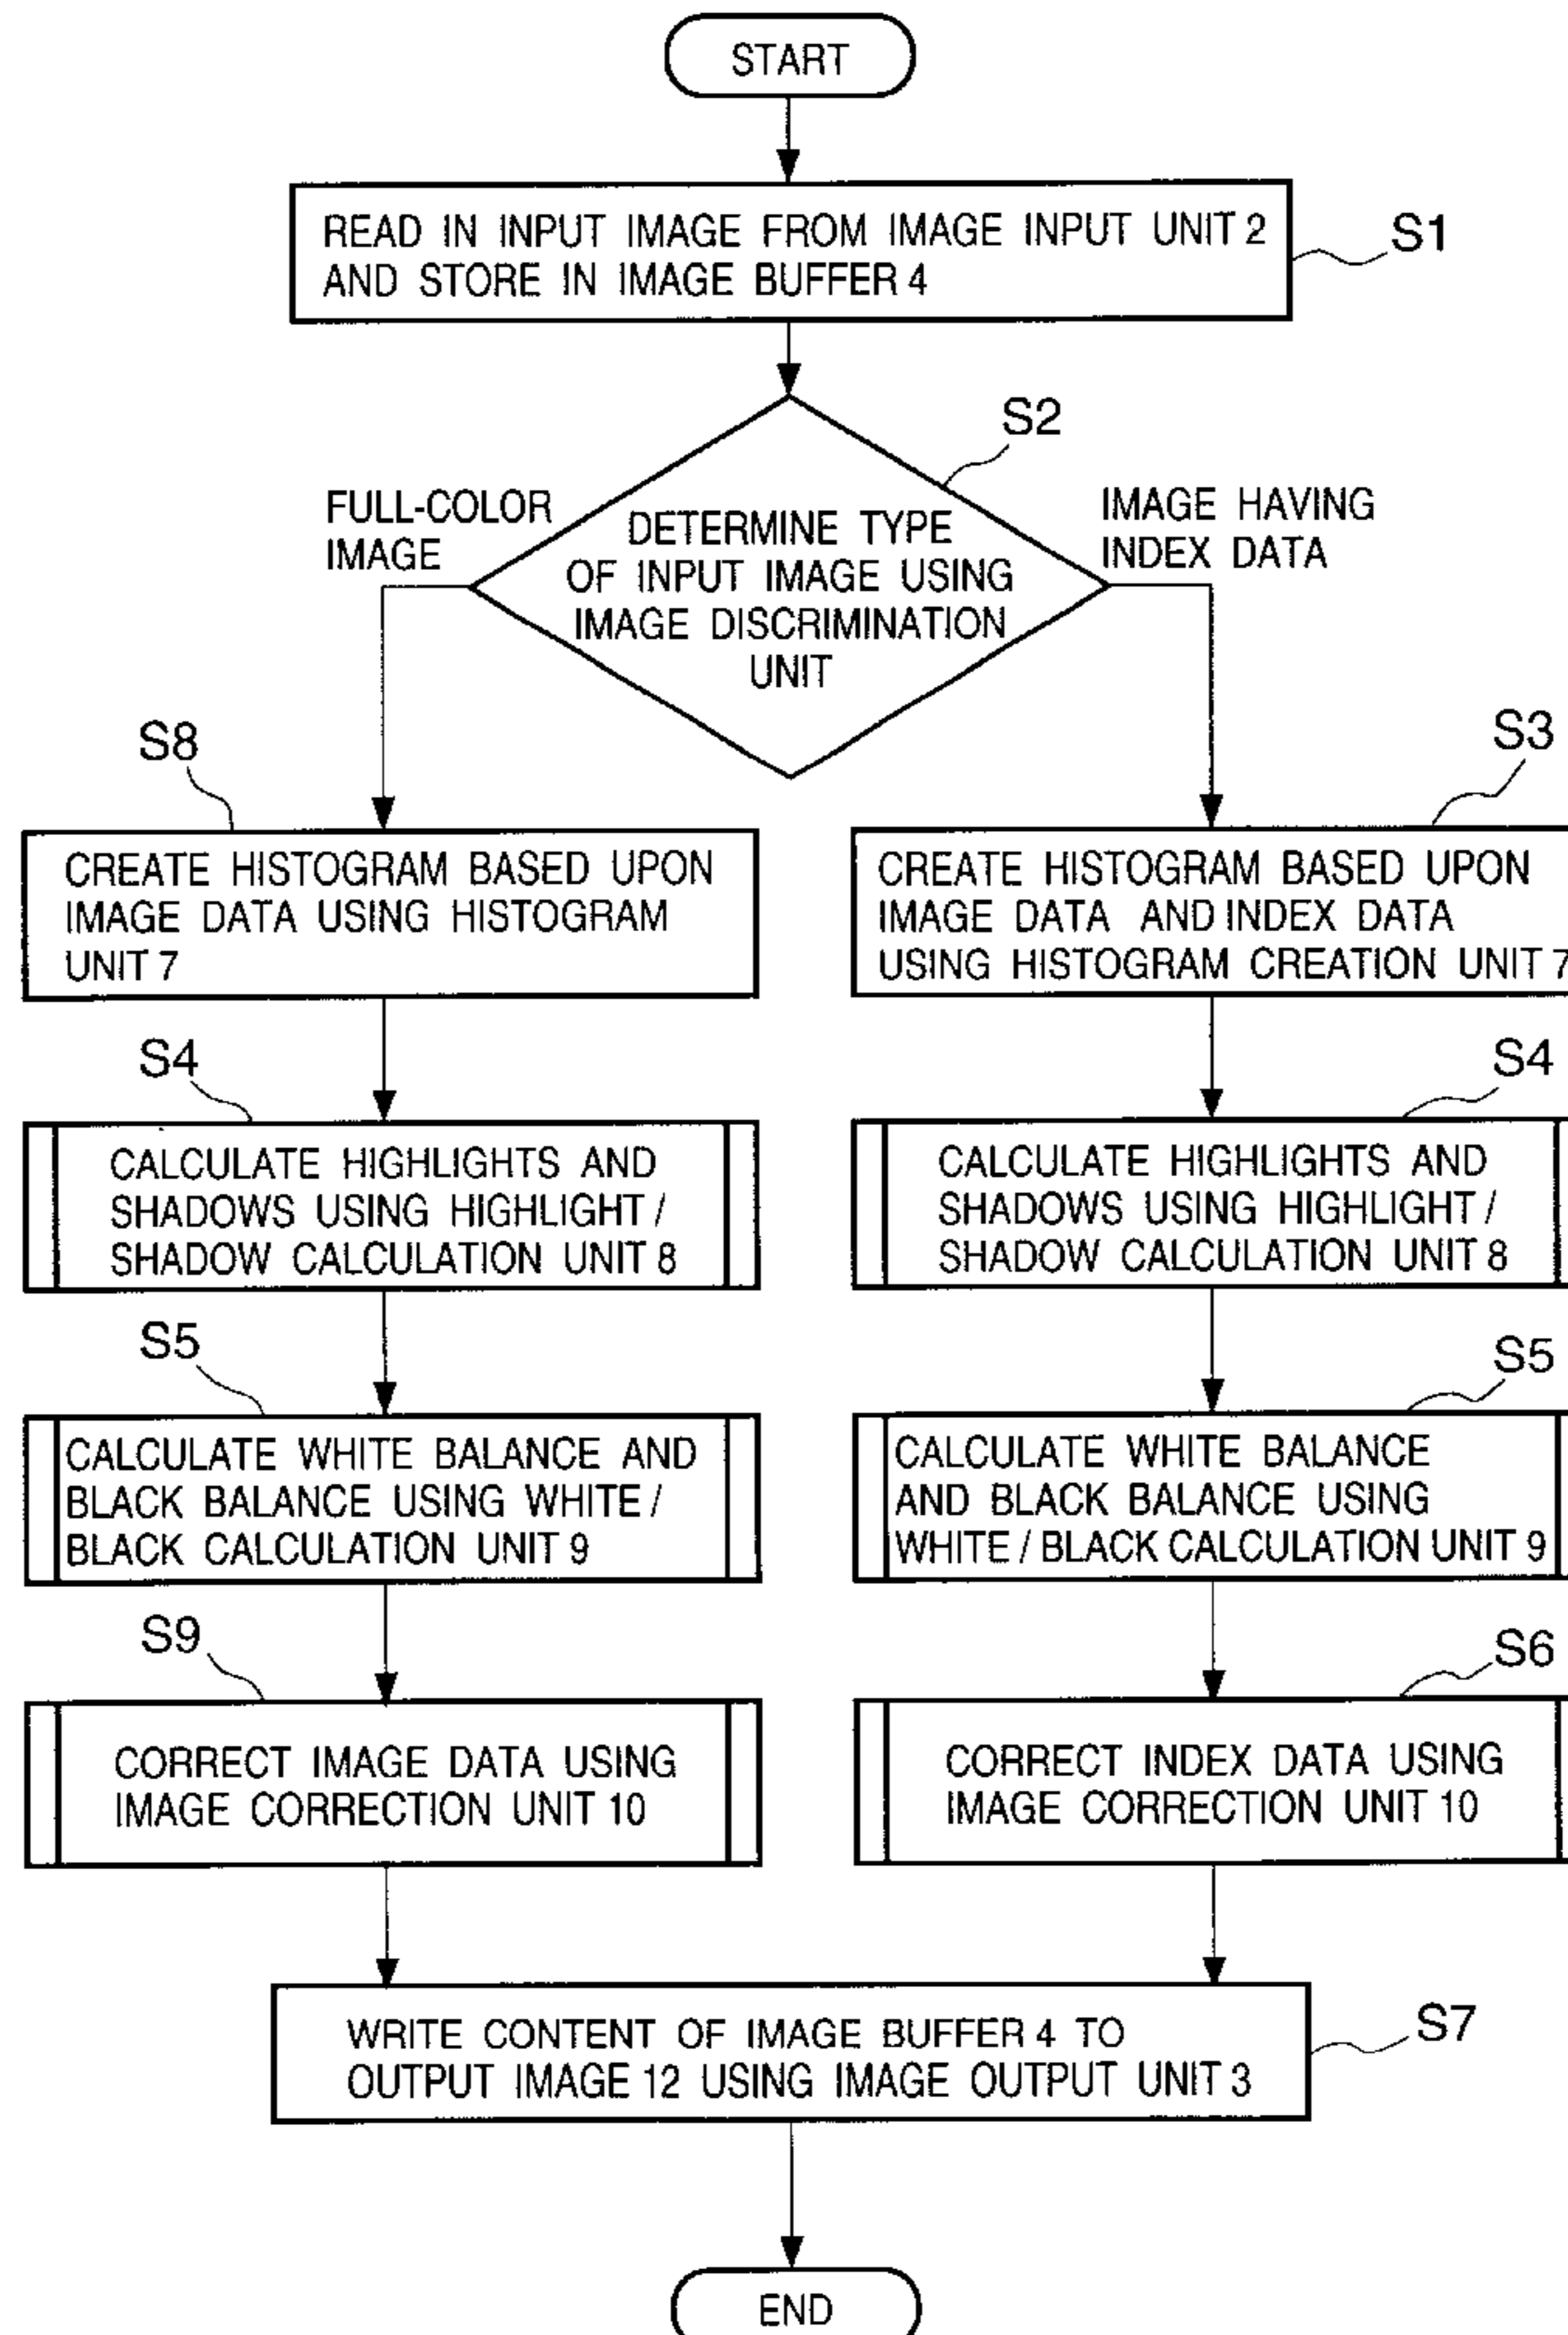 START
READ IN INPUT IMAGE FROM IMAGE INPUT UNIT 2
AND STORE IN IMAGE BUFFER 4
S1
S2
FULL-COLOR
IMAGE
DETERMINE TYPE
OF INPUT IMAGE USING
IMAGE DISCRIMINATION
UNIT
IMAGE HAVING
INDEX DATA
S8
CREATE HISTOGRAM BASED UPON
IMAGE DATA USING HISTOGRAM
UNIT 7
S3
CREATE HISTOGRAM BASED UPON
IMAGE DATA AND INDEX DATA
USING HISTOGRAM CREATION UNIT 7
S4
CALCULATE HIGHLIGHTS AND
SHADOWS USING HIGHLIGHT /
SHADOW CALCULATION UNIT 8
S4
CALCULATE HIGHLIGHTS AND
SHADOWS USING HIGHLIGHT /
SHADOW CALCULATION UNIT 8
S5
CALCULATE WHITE BALANCE AND
BLACK BALANCE USING WHITE /
BLACK CALCULATION UNIT 9
S5
CALCULATE WHITE BALANCE
AND BLACK BALANCE USING
WHITE / BLACK CALCULATION UNIT 9
S9
CORRECT IMAGE DATA USING
IMAGE CORRECTION UNIT 10
S6
CORRECT INDEX DATA USING
IMAGE CORRECTION UNIT 10
WRITE CONTENT OF IMAGE BUFFER 4 TO
OUTPUT IMAGE 12 USING IMAGE OUTPUT UNIT 3
S7
END